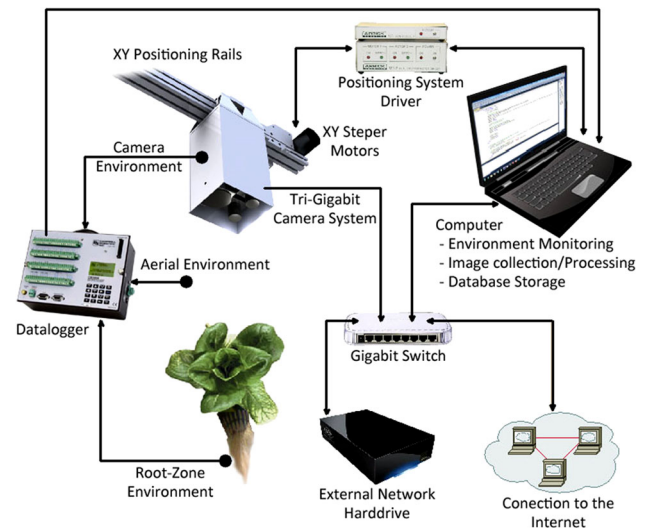 XY Positioning Rails
Positioning System
Driver
XY Steper
Motors
Camera
Environment
Tri-Gigabit
Camera System
Computer
- Environment Monitoring
- Image collection/Processing
- Database Storage
Aerial Environment
Datalogger
Gigabit Switch
Root-Zone
Environment
External Network
Harddrive
Conection to the
Internet